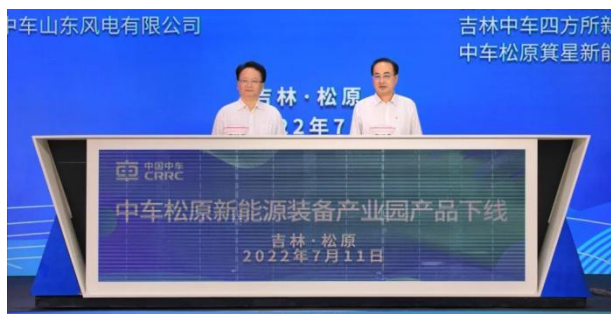 中车山东风电有限公司
吉林中车四方所新
中车松原箕星新能
吉林·松原
22年7
中国中车
CRRC
中车松原新能源装备产业园产品下线
吉林·松原
2022年7月11日